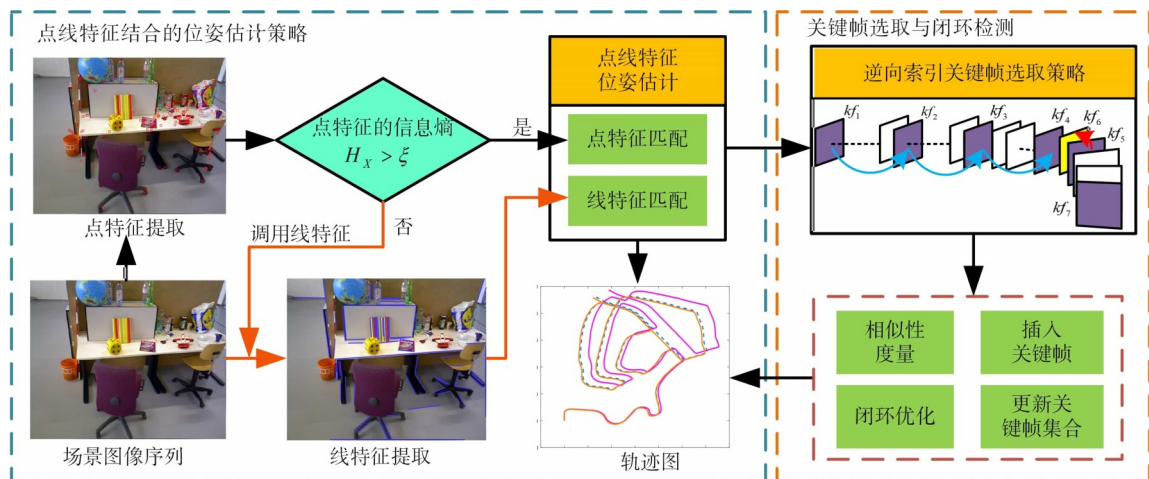 点线特征结合的位姿估计策略
点特征提取
点特征的信息熵
H_X > ξ
是
否
调用线特征
场景图像序列
线特征提取
点线特征
位姿估计
点特征匹配
线特征匹配
轨迹图
关键帧选取与闭环检测
逆向索引关键帧选取策略
kf1
kf2
kf3
kf4
kf6
kf5
kf7
相似性
度量
插入
关键帧
闭环优化
更新关
键帧集合